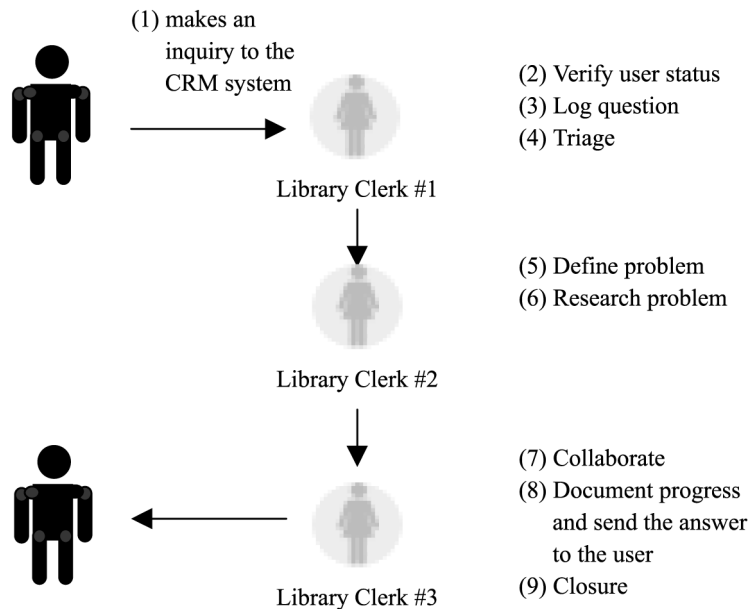 (1) makes an
inquiry to the
CRM system
(2) Verify user status
(3) Log question
(4) Triage
Library Clerk #1
(5) Define problem
(6) Research problem
Library Clerk #2
(7) Collaborate
(8) Document progress
and send the answer
to the user
(9) Closure
Library Clerk #3